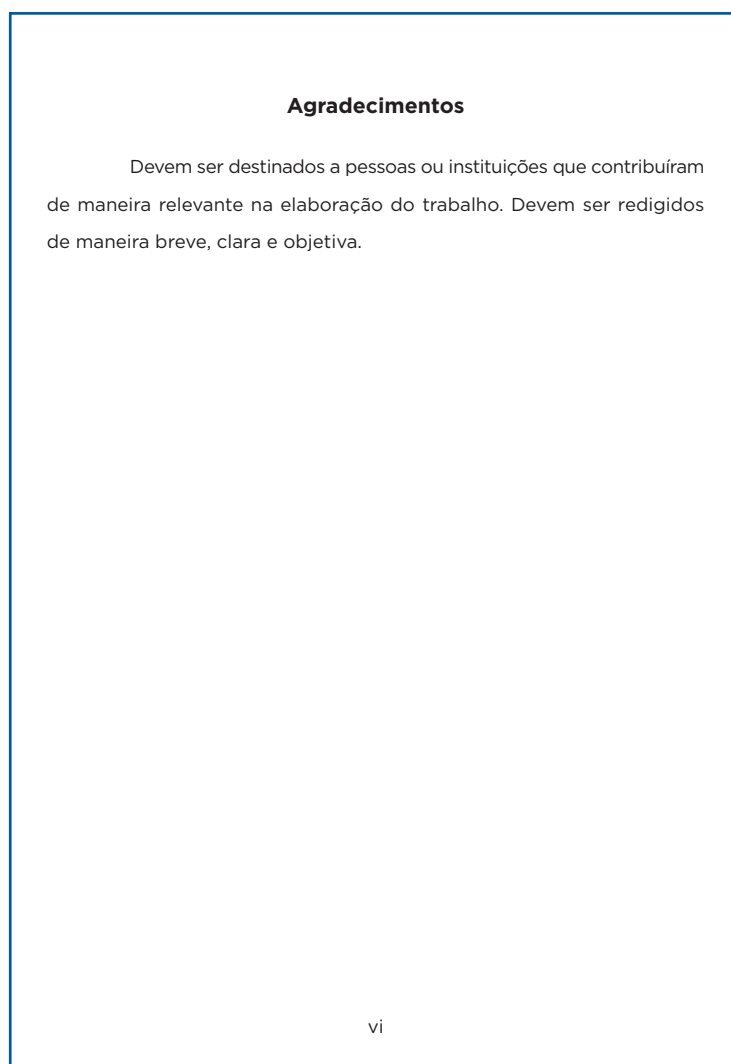 Agradecimentos
Devem ser destinados a pessoas ou instituições que contribuíram
de maneira relevante na elaboração do trabalho. Devem ser redigidos
de maneira breve, clara e objetiva.
vi